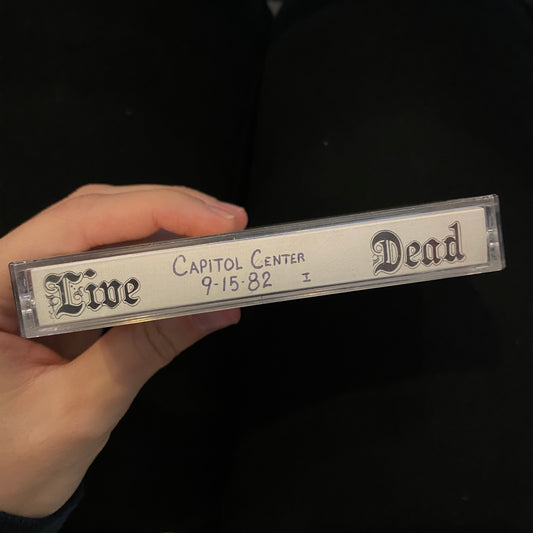 Live
CAPITOL CENTER
9-15-82 I
Dead